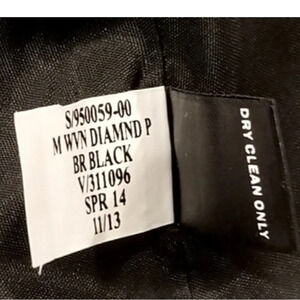 S/950059-00
M WVN DIAMND P
BR BLACK
V/311096
SPR 14
11/13
DRY CLEAN ONLY